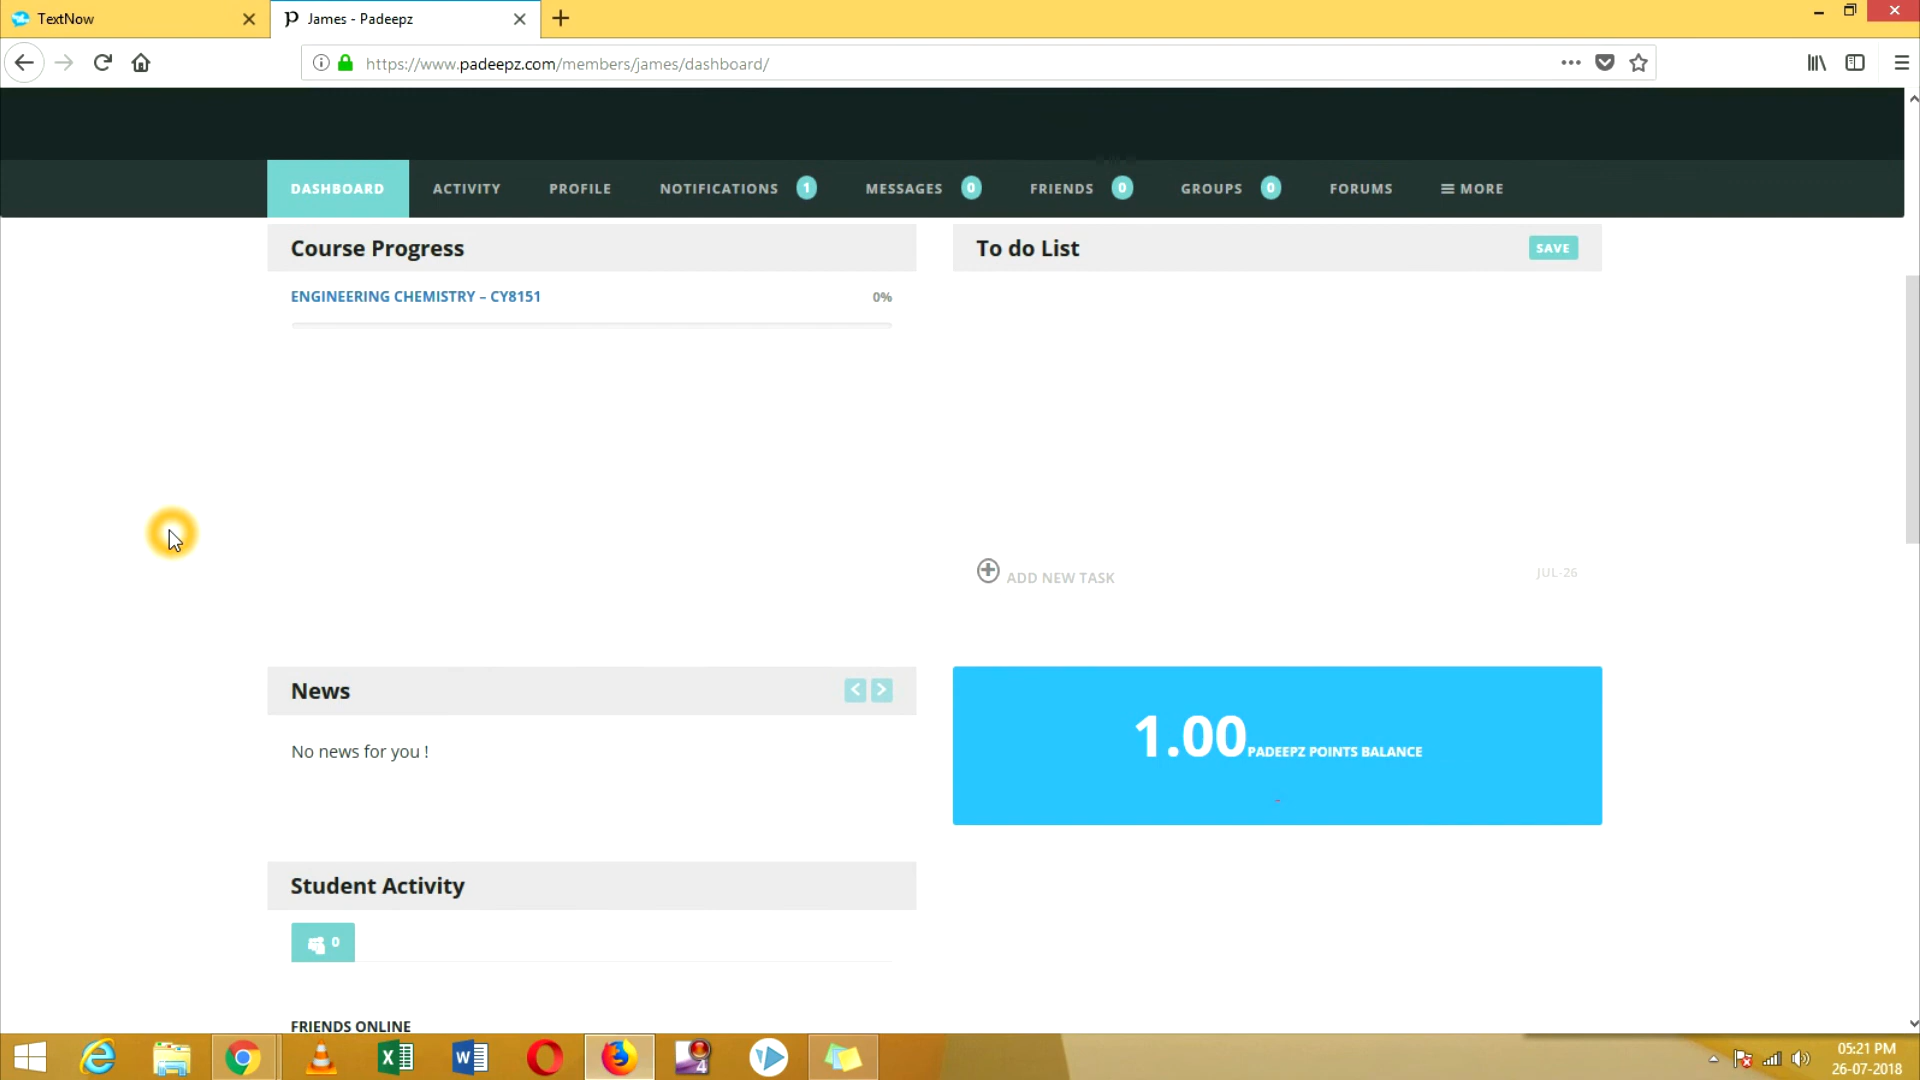 TextNow
James - Padeepz
https://www.padeepz.com/members/james/dashboard/
DASHBOARD ACTIVITY PROFILE NOTIFICATIONS 1 MESSAGES 0 FRIENDS 0 GROUPS 0 FORUMS MORE
Course Progress
ENGINEERING CHEMISTRY – CY8151 0%
To do List SAVE
ADD NEW TASK JUL-26
News
No news for you !
1.00 PADEEPZ POINTS BALANCE
Student Activity
0
FRIENDS ONLINE
4
05:21 PM
26-07-2018